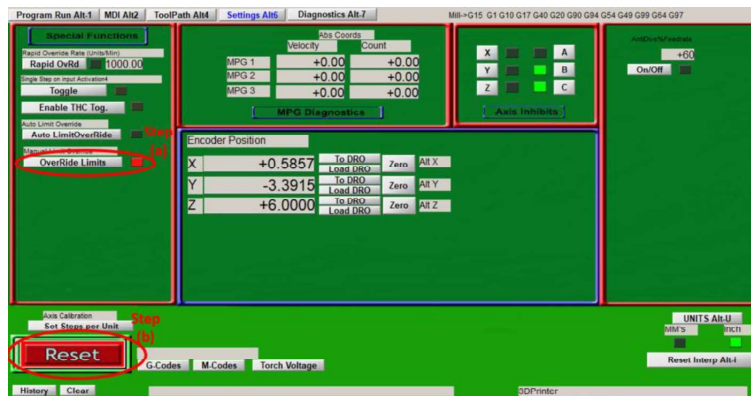 Program Run Alt-1 MDI Alt2 ToolPath Alt4 Settings Alt6 Diagnostics Alt-7 Mill->G15 G1 G10 G17 G40 G20 G90 G94 G54 G49 G99 G64 G97
Special Functions
Rapid Override Rate (Units/Min)
Rapid OvRd 1000.00
Single Step on input Activation4
Toggle
Enable THC Tog.
Auto Limit Override
Auto LimitOverRide
Step
(a)
OverRide Limits
Abs Coords
Velocity Count
MPG 1 +0.00 +0.00
MPG 2 +0.00 +0.00
MPG 3 +0.00 +0.00
MPG Diagnostics
X A
Y B
Z C
Axis Inhibits
+60
On/Off
Encoder Position
X +0.5857 To DRO Load DRO Zero Alt X
Y -3.3915 To DRO Load DRO Zero Alt Y
Z +6.0000 To DRO Load DRO Zero Alt Z
Axis Calibration
Set Steps per Unit
Step
(b)
Reset
G-Codes M-Codes Torch Voltage
UNITS Alt-U
MM's Inch
Reset Interp Alt-i
History Clear
3DPrinter